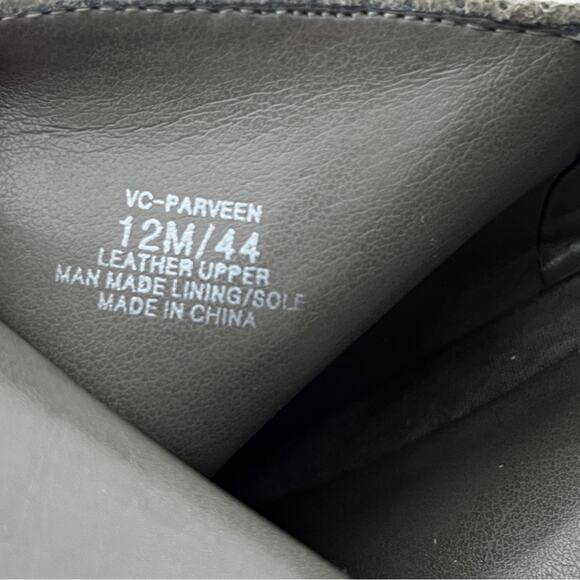 VC-PARVEEN
12M/44
LEATHER UPPER
MAN MADE LINING/SOLE
MADE IN CHINA